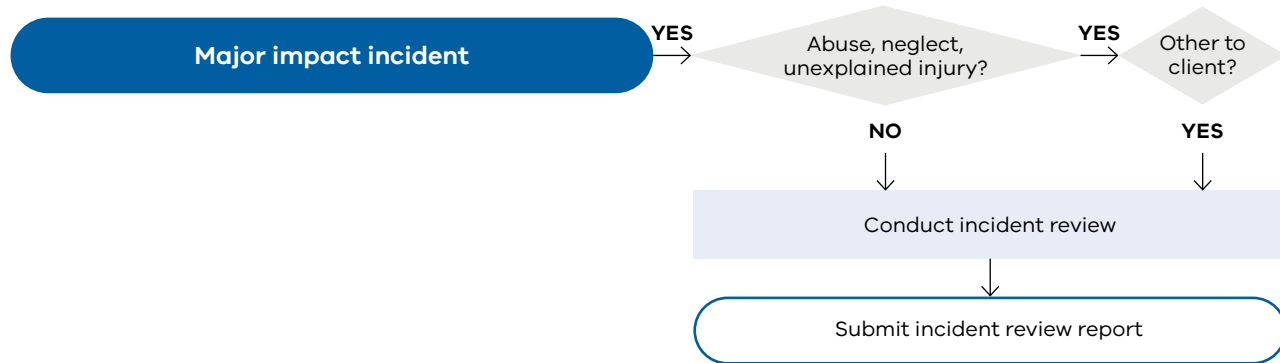 Major impact incident
YES
Abuse, neglect,
unexplained injury?
YES
Other to
client?
NO
YES
Conduct incident review
Submit incident review report